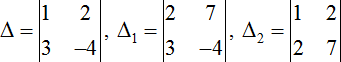 Δ = |1 2; 3 −4|, Δ₁ = |2 7; 3 −4|, Δ₂ = |1 2; 2 7|